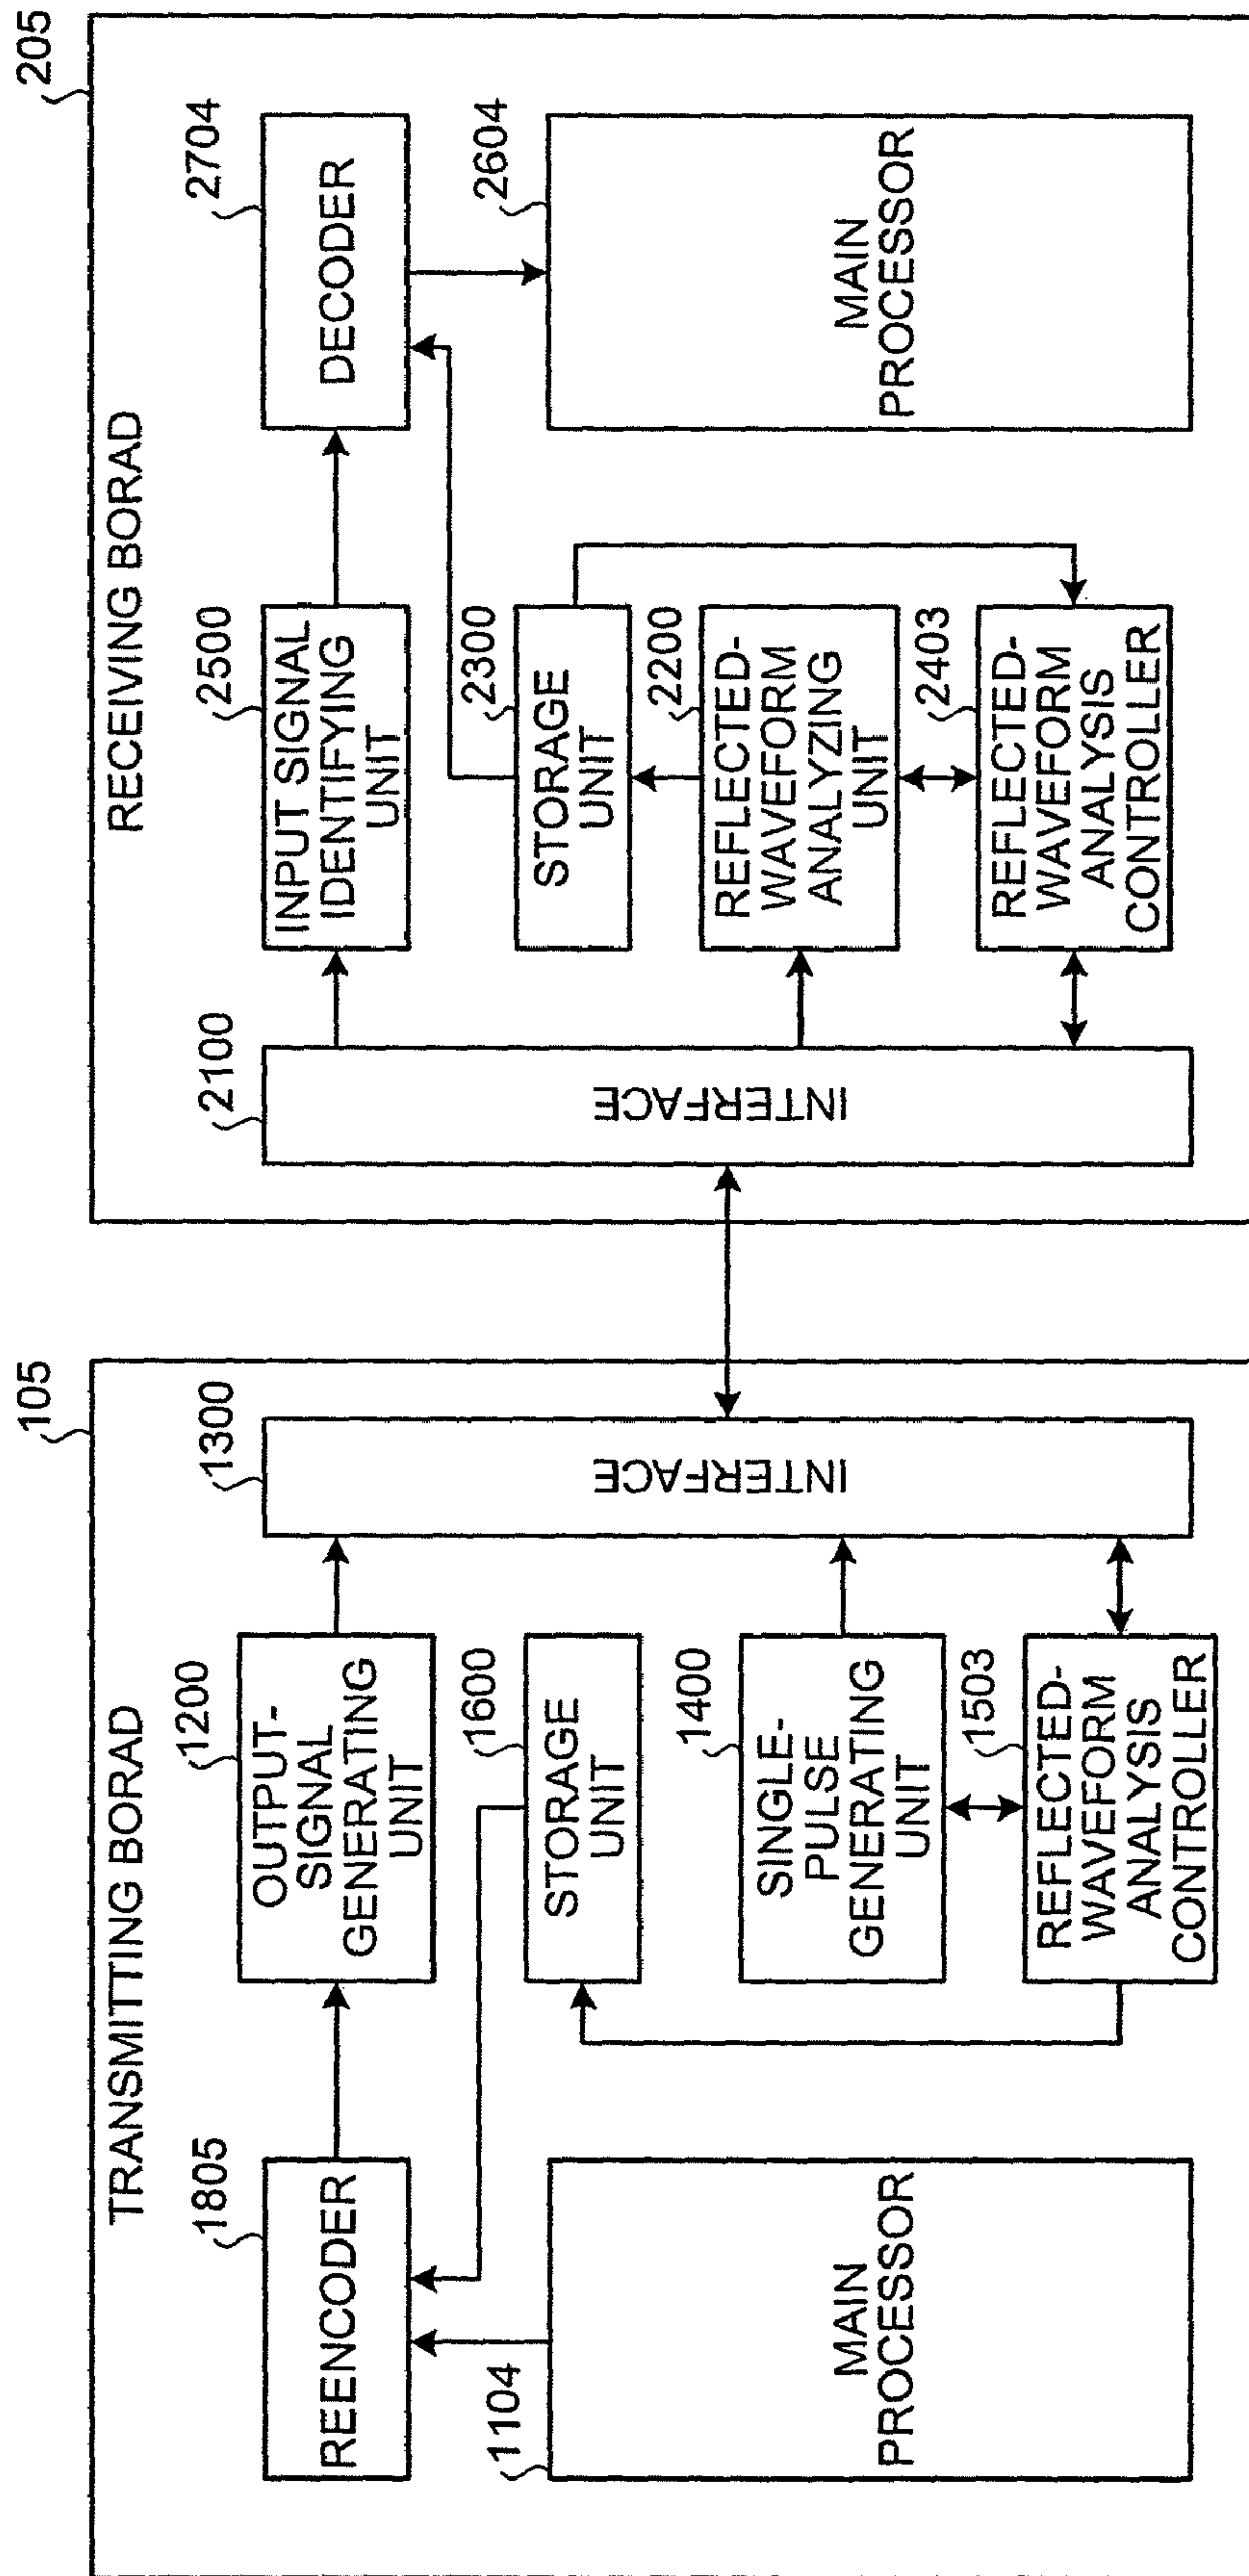 TRANSMITTING BORAD
105
1805
REENCODER
1104
MAIN
PROCESSOR
1200
OUTPUT-
SIGNAL
GENERATING
UNIT
1600
STORAGE
UNIT
1400
SINGLE-
PULSE
GENERATING
UNIT
1503
REFLECTED-
WAVEFORM
ANALYSIS
CONTROLLER
1300
INTERFACE
RECEIVING BORAD
205
2100
INTERFACE
2500
INPUT SIGNAL
IDENTIFYING
UNIT
2300
STORAGE
UNIT
2200
REFLECTED-
WAVEFORM
ANALYZING
UNIT
2403
REFLECTED-
WAVEFORM
ANALYSIS
CONTROLLER
2704
DECODER
2604
MAIN
PROCESSOR